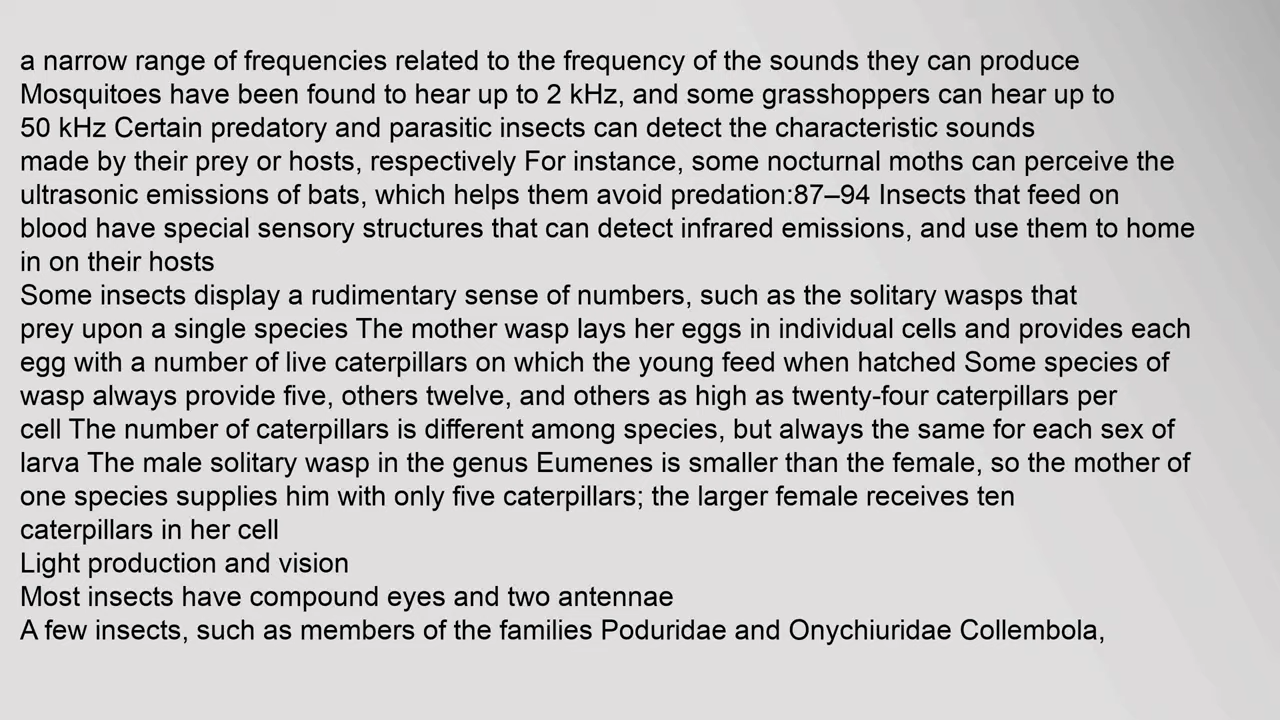 a narrow range of frequencies related to the frequency of the sounds they can produce
Mosquitoes have been found to hear up to 2 kHz, and some grasshoppers can hear up to
50 kHz Certain predatory and parasitic insects can detect the characteristic sounds
made by their prey or hosts, respectively For instance, some nocturnal moths can perceive the
ultrasonic emissions of bats, which helps them avoid predation:87–94 Insects that feed on
blood have special sensory structures that can detect infrared emissions, and use them to home
in on their hosts
Some insects display a rudimentary sense of numbers, such as the solitary wasps that
prey upon a single species The mother wasp lays her eggs in individual cells and provides each
egg with a number of live caterpillars on which the young feed when hatched Some species of
wasp always provide five, others twelve, and others as high as twenty-four caterpillars per
cell The number of caterpillars is different among species, but always the same for each sex of
larva The male solitary wasp in the genus Eumenes is smaller than the female, so the mother of
one species supplies him with only five caterpillars; the larger female receives ten
caterpillars in her cell
Light production and vision
Most insects have compound eyes and two antennae
A few insects, such as members of the families Poduridae and Onychiuridae Collembola,